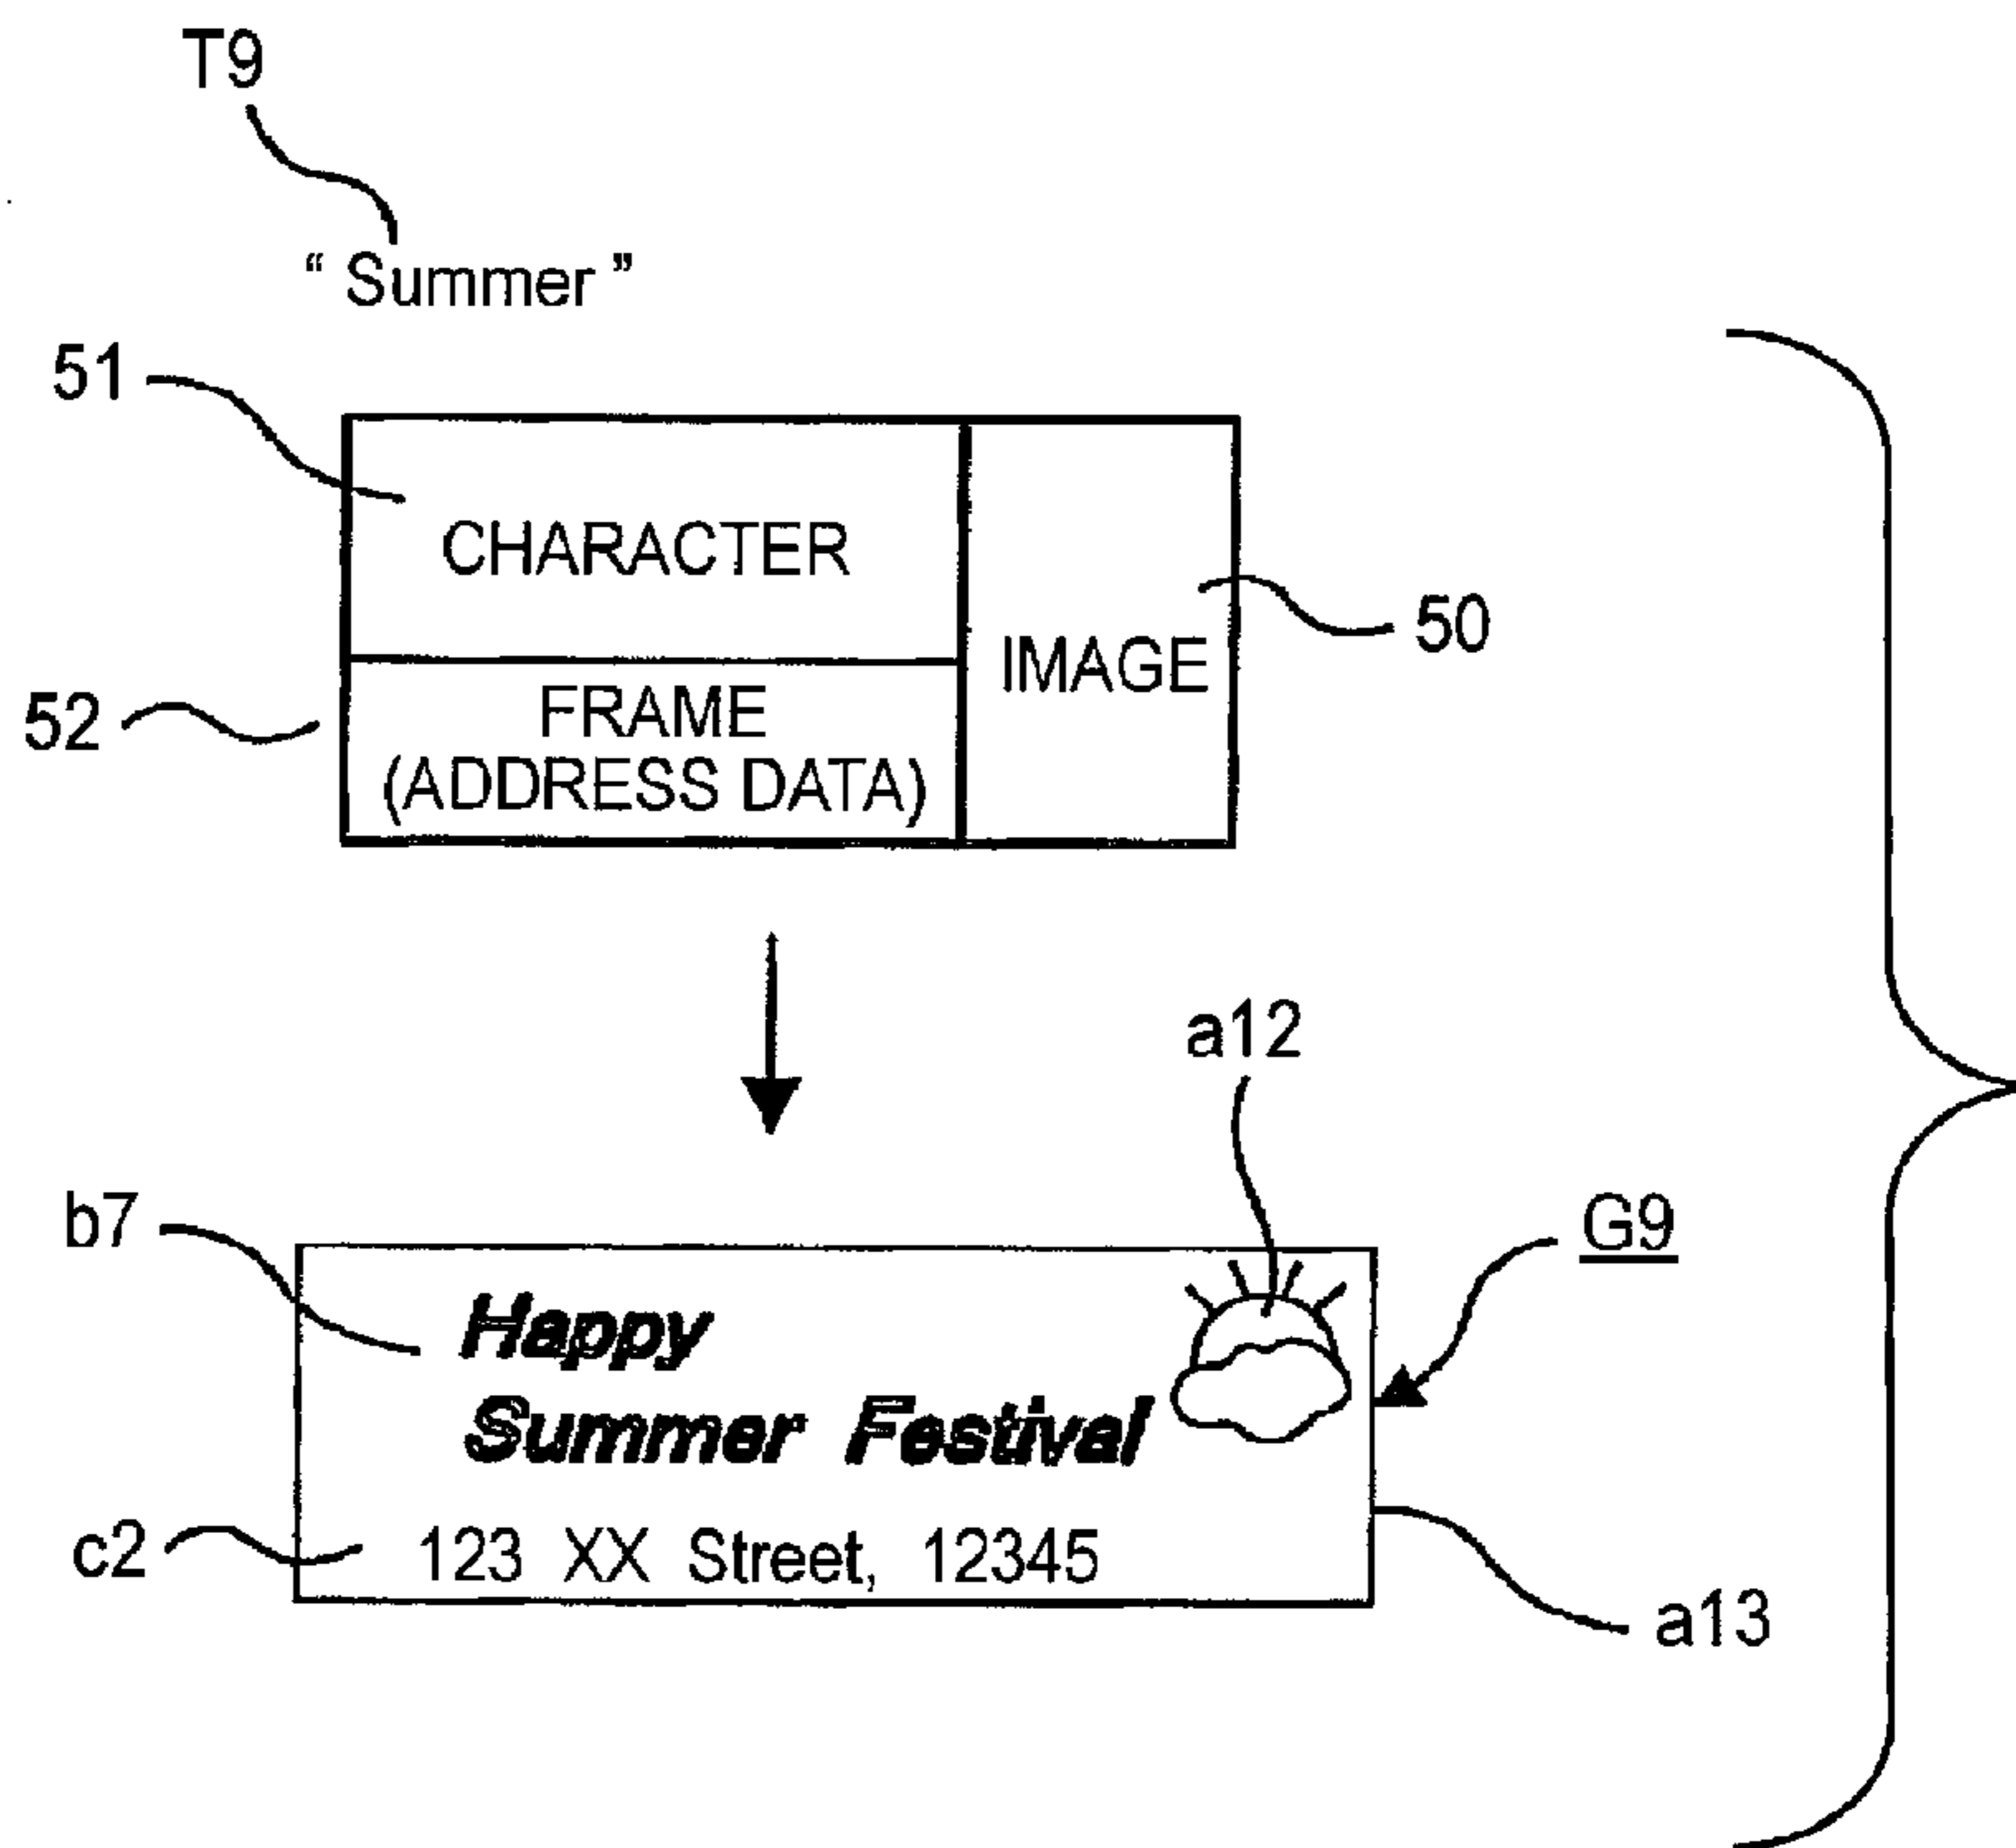 T9
“ Summer ”
51
CHARACTER
50
IMAGE
52
FRAME
(ADDRESS DATA)
a12
b7
G9
Happy
Summer Festival
c2
123 XX Street, 12345
a13